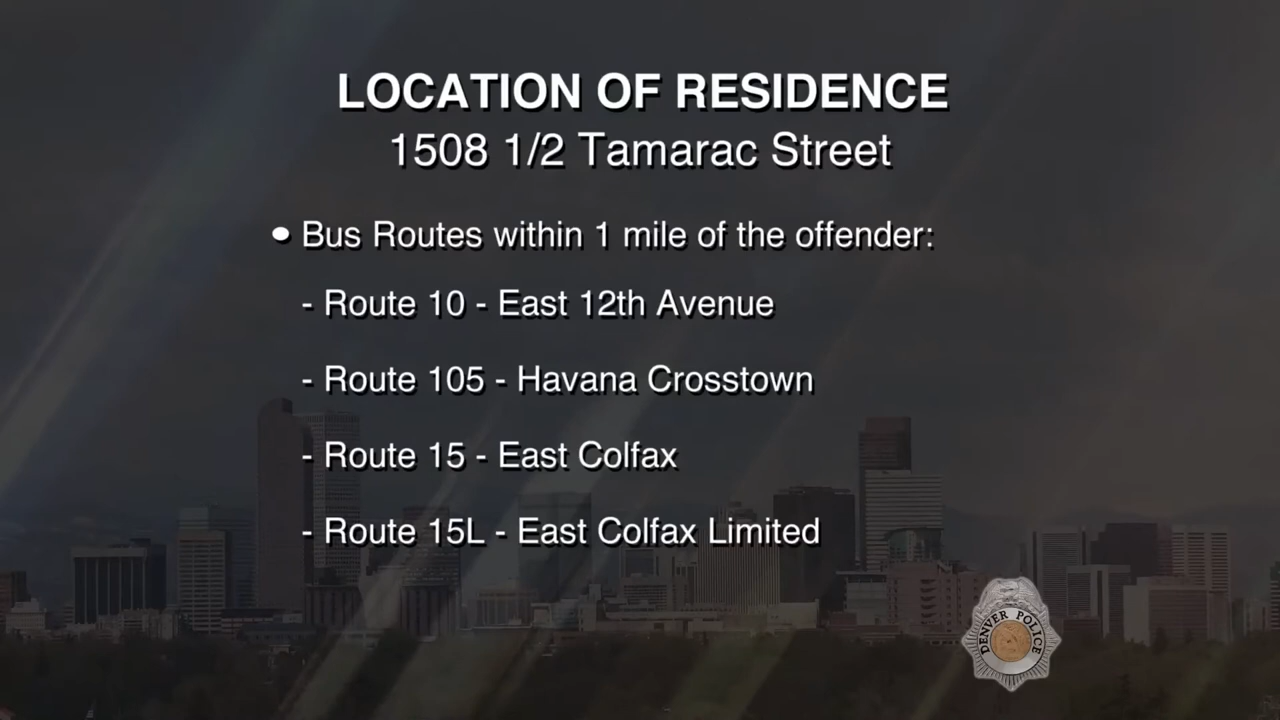 LOCATION OF RESIDENCE
1508 1/2 Tamarac Street
• Bus Routes within 1 mile of the offender:
- Route 10 - East 12th Avenue
- Route 105 - Havana Crosstown
- Route 15 - East Colfax
- Route 15L - East Colfax Limited
DENVER POLICE